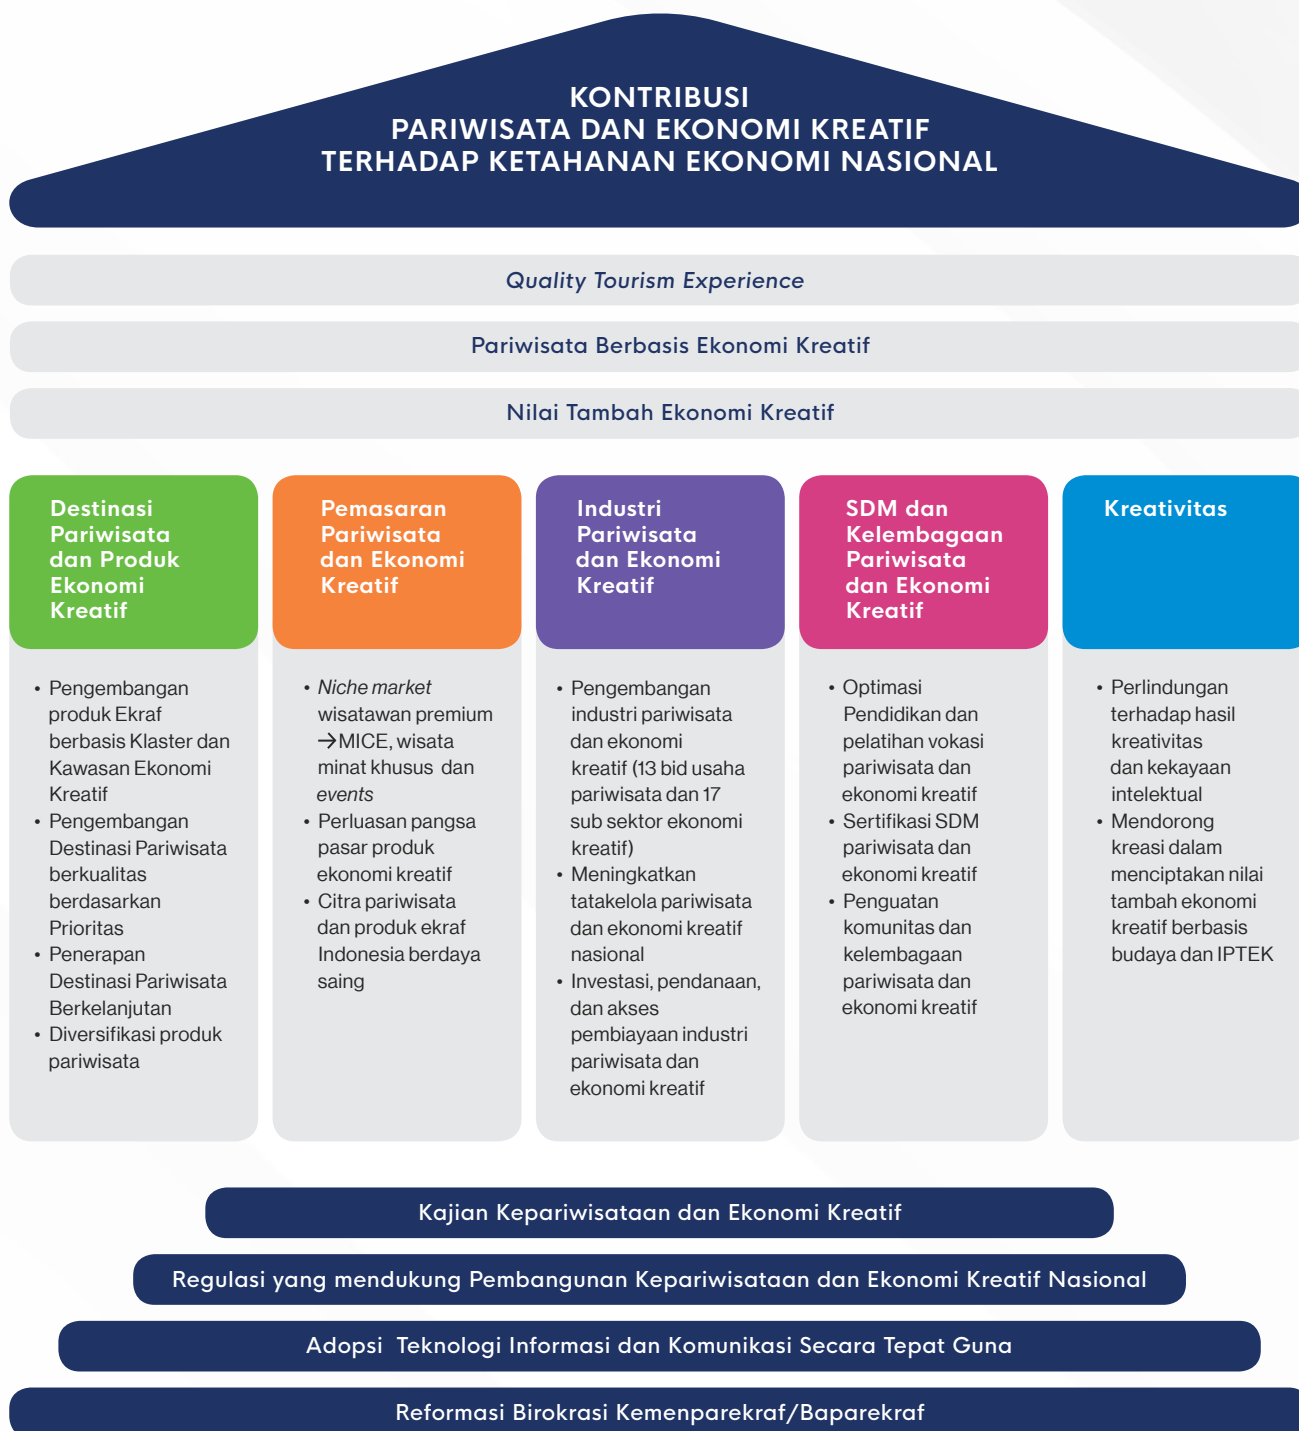 KONTRIBUSI
PARIWISATA DAN EKONOMI KREATIF
TERHADAP KETAHANAN EKONOMI NASIONAL
Quality Tourism Experience
Pariwisata Berbasis Ekonomi Kreatif
Nilai Tambah Ekonomi Kreatif
Destinasi
Pariwisata
dan Produk
Ekonomi
Kreatif
• Pengembangan
produk Ekraf
berbasis Klaster dan
Kawasan Ekonomi
Kreatif
• Pengembangan
Destinasi Pariwisata
berkualitas
berdasarkan
Prioritas
• Penerapan
Destinasi Pariwisata
Berkelanjutan
• Diversifikasi produk
pariwisata
Pemasaran
Pariwisata
dan Ekonomi
Kreatif
• Niche market
wisatawan premium
→MICE, wisata
minat khusus dan
events
• Perluasan pangsa
pasar produk
ekonomi kreatif
• Citra pariwisata
dan produk ekraf
Indonesia berdaya
saing
Industri
Pariwisata
dan Ekonomi
Kreatif
• Pengembangan
industri pariwisata
dan ekonomi
kreatif (13 bid usaha
pariwisata dan 17
sub sektor ekonomi
kreatif)
• Meningkatkan
tatakelola pariwisata
dan ekonomi kreatif
nasional
• Investasi, pendanaan,
dan akses
pembiayaan industri
pariwisata dan
ekonomi kreatif
SDM dan
Kelembagaan
Pariwisata
dan Ekonomi
Kreatif
• Optimasi
Pendidikan dan
pelatihan vokasi
pariwisata dan
ekonomi kreatif
• Sertifikasi SDM
pariwisata dan
ekonomi kreatif
• Penguatan
komunitas dan
kelembagaan
pariwisata dan
ekonomi kreatif
Kreativitas
• Perlindungan
terhadap hasil
kreativitas
dan kekayaan
intelektual
• Mendorong
kreasi dalam
menciptakan nilai
tambah ekonomi
kreatif berbasis
budaya dan IPTEK
Kajian Kepariwisataan dan Ekonomi Kreatif
Regulasi yang mendukung Pembangunan Kepariwisataan dan Ekonomi Kreatif Nasional
Adopsi Teknologi Informasi dan Komunikasi Secara Tepat Guna
Reformasi Birokrasi Kemenparekraf/Baparekraf